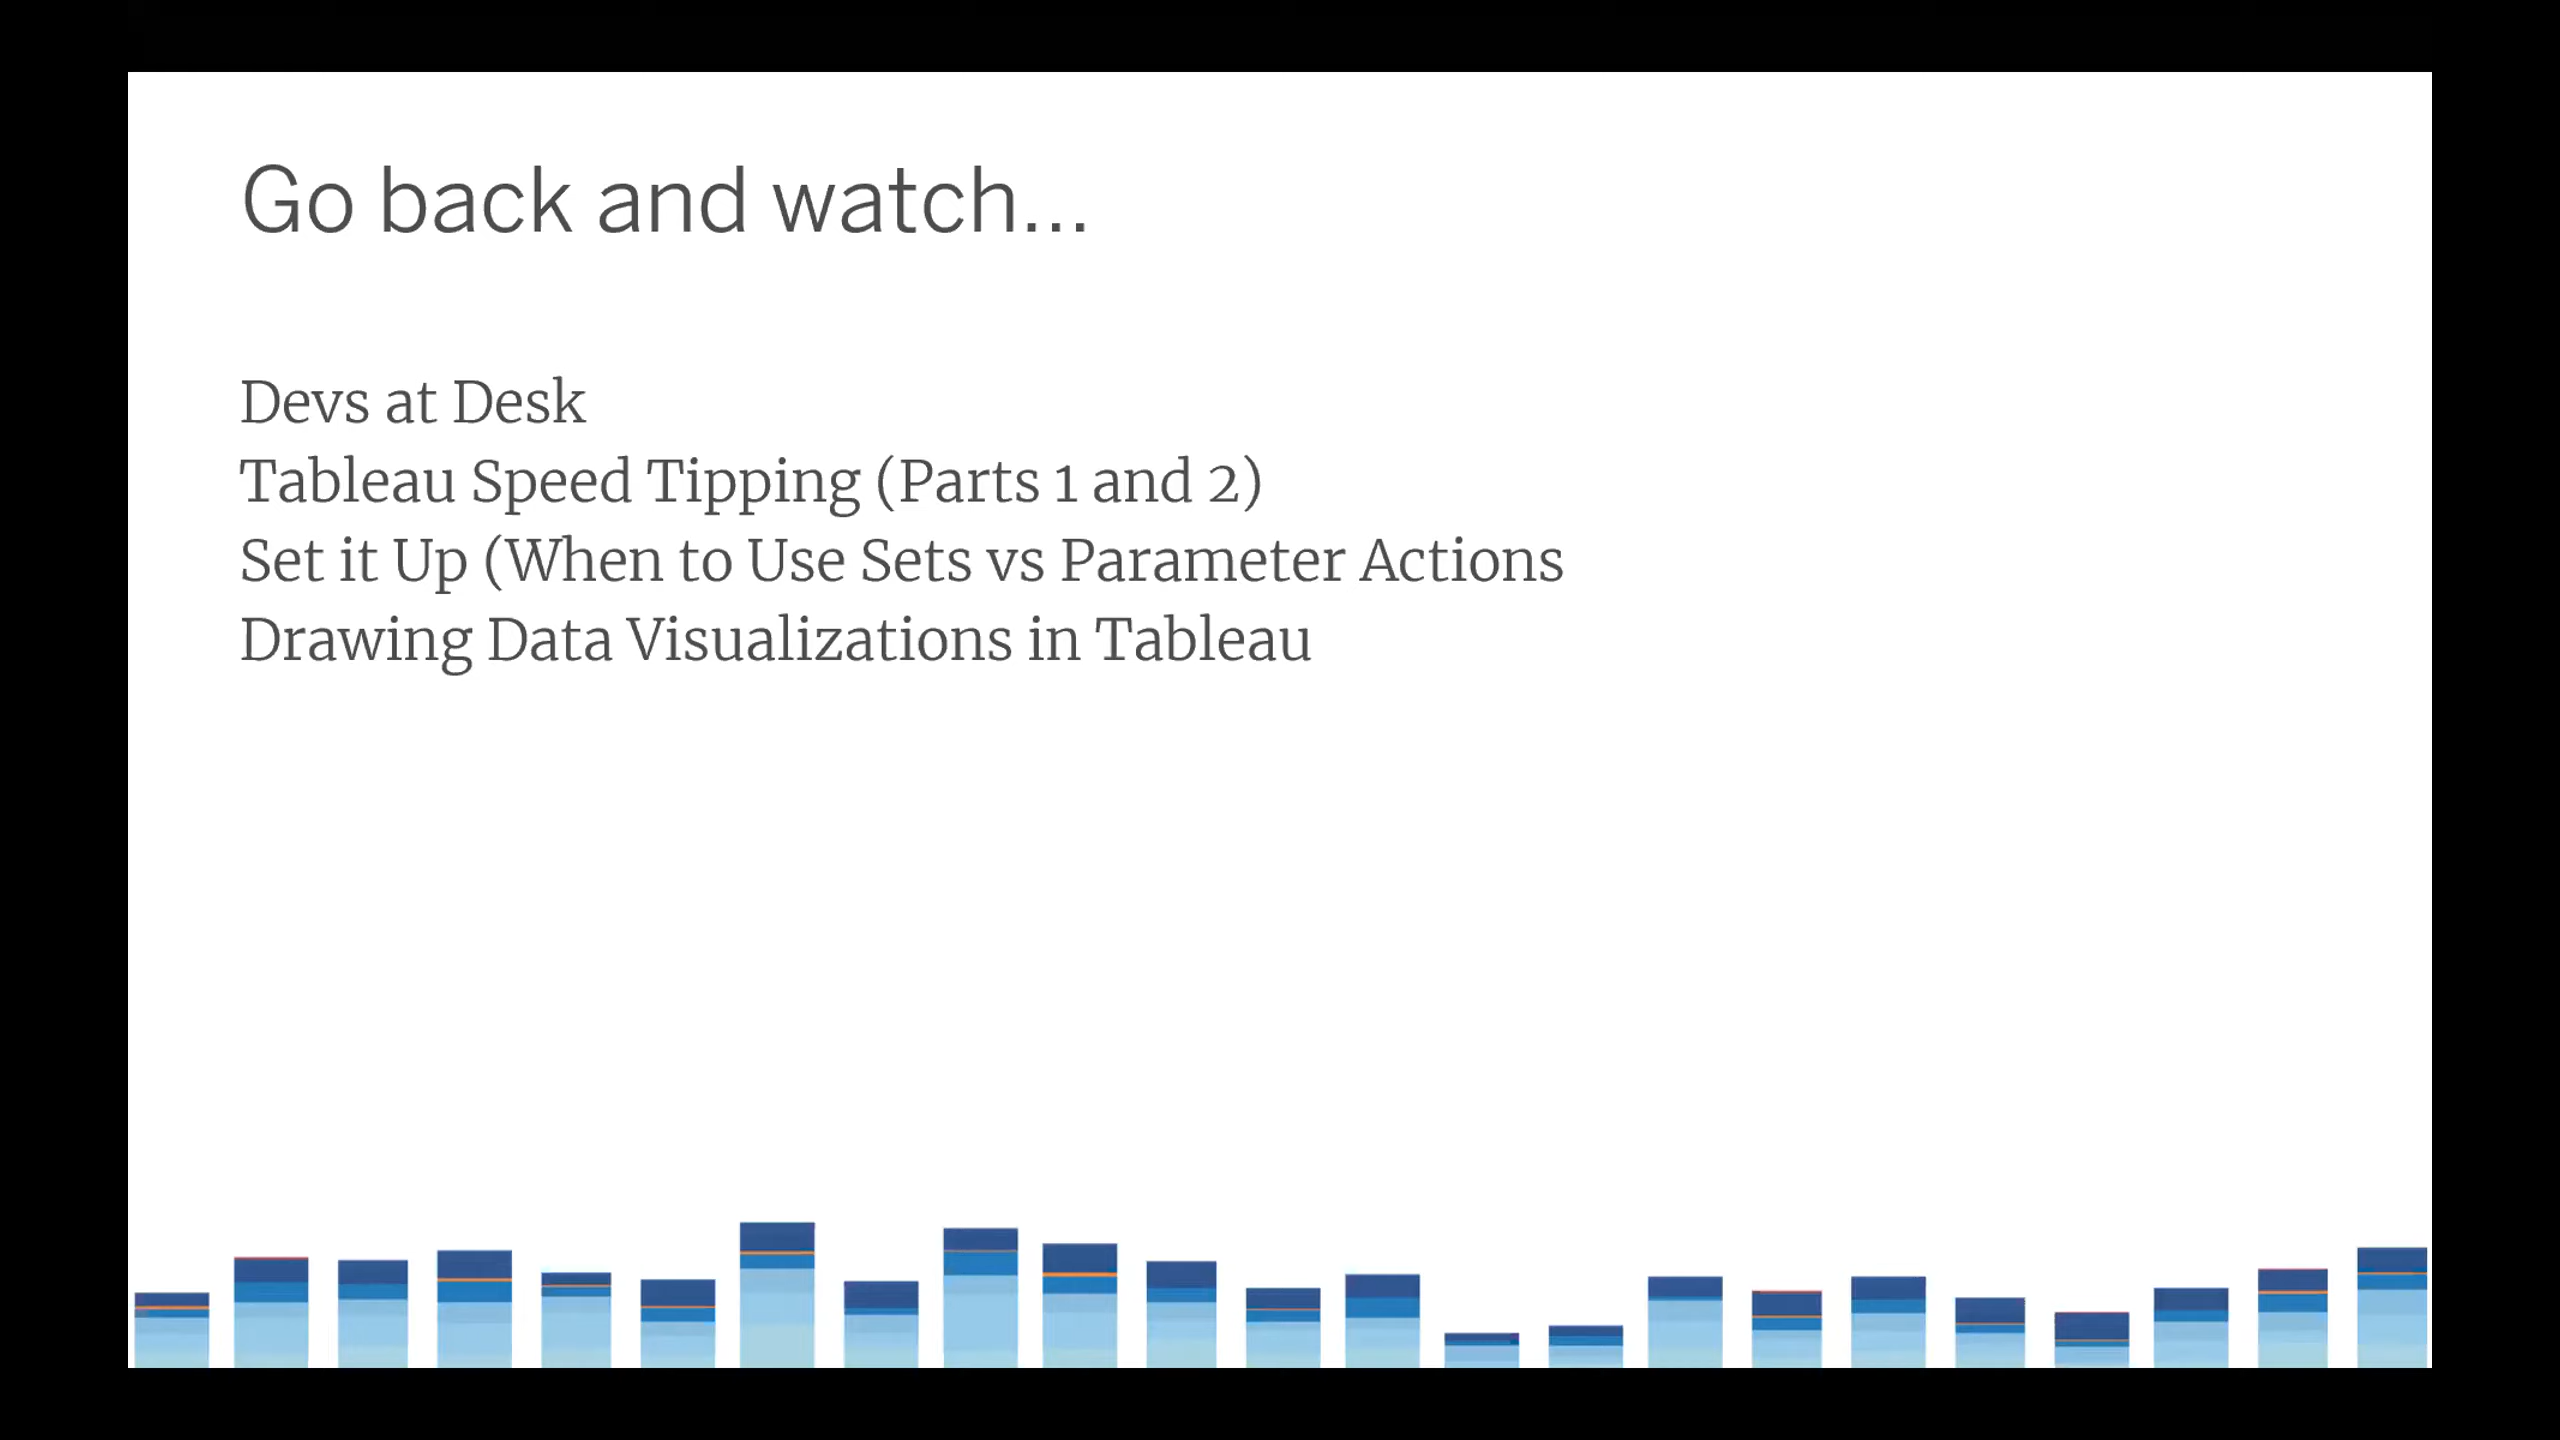 Go back and watch...
Devs at Desk
Tableau Speed Tipping (Parts 1 and 2)
Set it Up (When to Use Sets vs Parameter Actions
Drawing Data Visualizations in Tableau